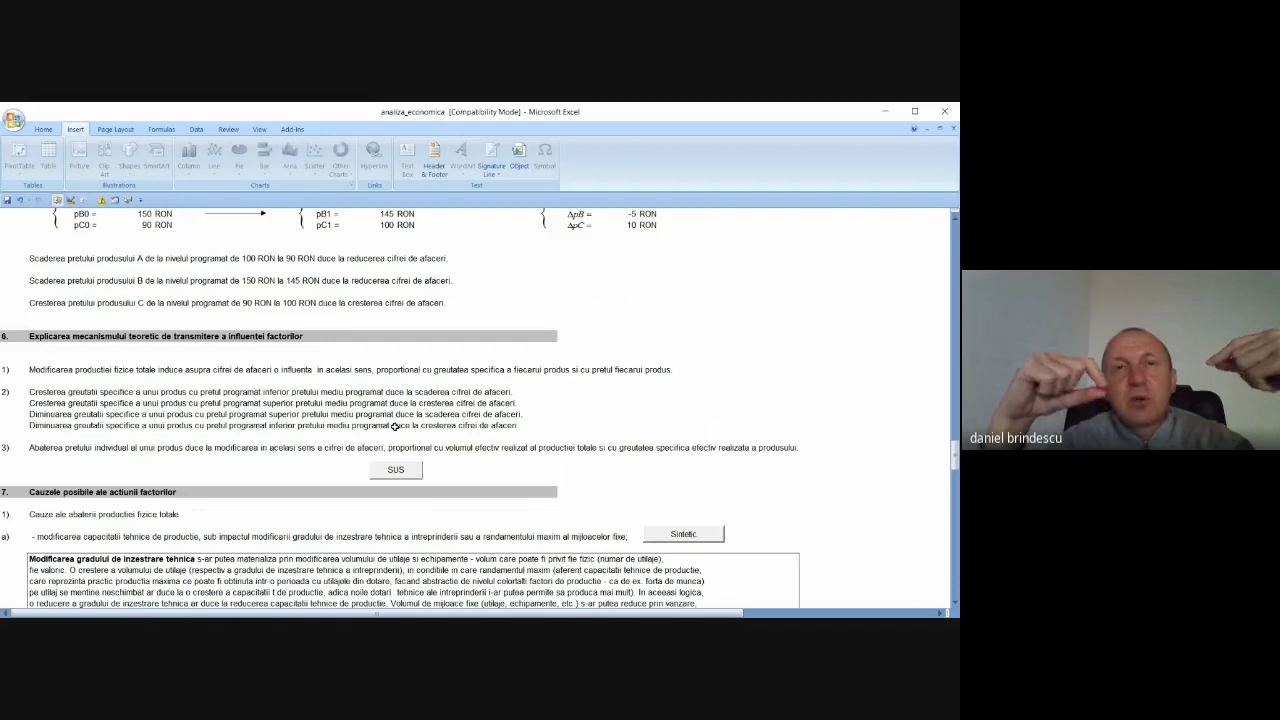 analiza_economica [Compatibility Mode] - Microsoft Excel
Home Insert Page Layout Formulas Data Review View Add-Ins
PivotTable Table Picture Clip Art Shapes SmartArt Column Line Pie Bar Area Scatter Other Charts Hyperlink Text Box Header & Footer WordArt Signature Line Object Symbol
Tables Illustrations Charts Links Text
pB0 = 150 RON pB1 = 145 RON ΔpB = -5 RON
pC0 = 90 RON pC1 = 100 RON ΔpC = 10 RON
Scaderea pretului produsului A de la nivelul programat de 100 RON la 90 RON duce la reducerea cifrei de afaceri.
Scaderea pretului produsului B de la nivelul programat de 150 RON la 145 RON duce la reducerea cifrei de afaceri.
Cresterea pretului produsului C de la nivelul programat de 90 RON la 100 RON duce la cresterea cifrei de afaceri.
6. Explicarea mecanismului teoretic de transmitere a influentei factorilor
1) Modificarea productiei fizice totale induce asupra cifrei de afaceri o influenta in acelasi sens, proportional cu greutatea specifica a fiecarui produs si cu pretul fiecarui produs.
2) Cresterea greutatii specifice a unui produs cu pretul programat inferior pretului mediu programat duce la scaderea cifrei de afaceri.
Cresterea greutatii specifice a unui produs cu pretul programat superior pretului mediu programat duce la cresterea cifrei de afaceri.
Diminuarea greutatii specifice a unui produs cu pretul programat superior pretului mediu programat duce la scaderea cifrei de afaceri.
Diminuarea greutatii specifice a unui produs cu pretul programat inferior pretului mediu programat duce la cresterea cifrei de afaceri.
3) Abaterea pretului individual al unui produs duce la modificarea in acelasi sens a cifrei de afaceri, proportional cu volumul efectiv realizat al productiei totale si cu greutatea specifica efectiv realizata a produsului.
SUS
7. Cauzele posibile ale actiunii factorilor
1) Cauze ale abaterii productiei fizice totale
a) - modificarea capacitatii tehnice de productie, sub impactul modificarii gradului de inzestrare tehnica a intreprinderii sau a randamentului maxim al mijloacelor fixe; Sintetic
Modificarea gradului de inzestrare tehnica s-ar putea materializa prin modificarea volumului de utilaje si echipamente - volum care poate fi privit fie fizic (numar de utilaje),
fie valoric. O crestere a volumului de utilaje (respectiv a gradului de inzestrare tehnica a intreprinderii), in conditiile in care randamentul maxim (aferent capacitatii tehnice de productie,
care reprezinta practic productia maxima ce poate fi obtinuta intr-o perioada cu utilajele din dotare, facand abstractie de nivelul celorlalti factori de productie - ca de ex. forta de munca)
pe utilaj se mentine neschimbat ar duce la o crestere a capacitatii t.de productie, adica noile dotari tehnice ale intreprinderii i-ar putea permite sa produca mai mult). In aceeasi logica,
o reducere a gradului de inzestrare tehnica ar duce la reducerea capacitatii tehnice de productie. Volumul de mijloace fixe (utilaje, echipamente, etc.) s-ar putea reduce prin vanzare,
daniel brindescu